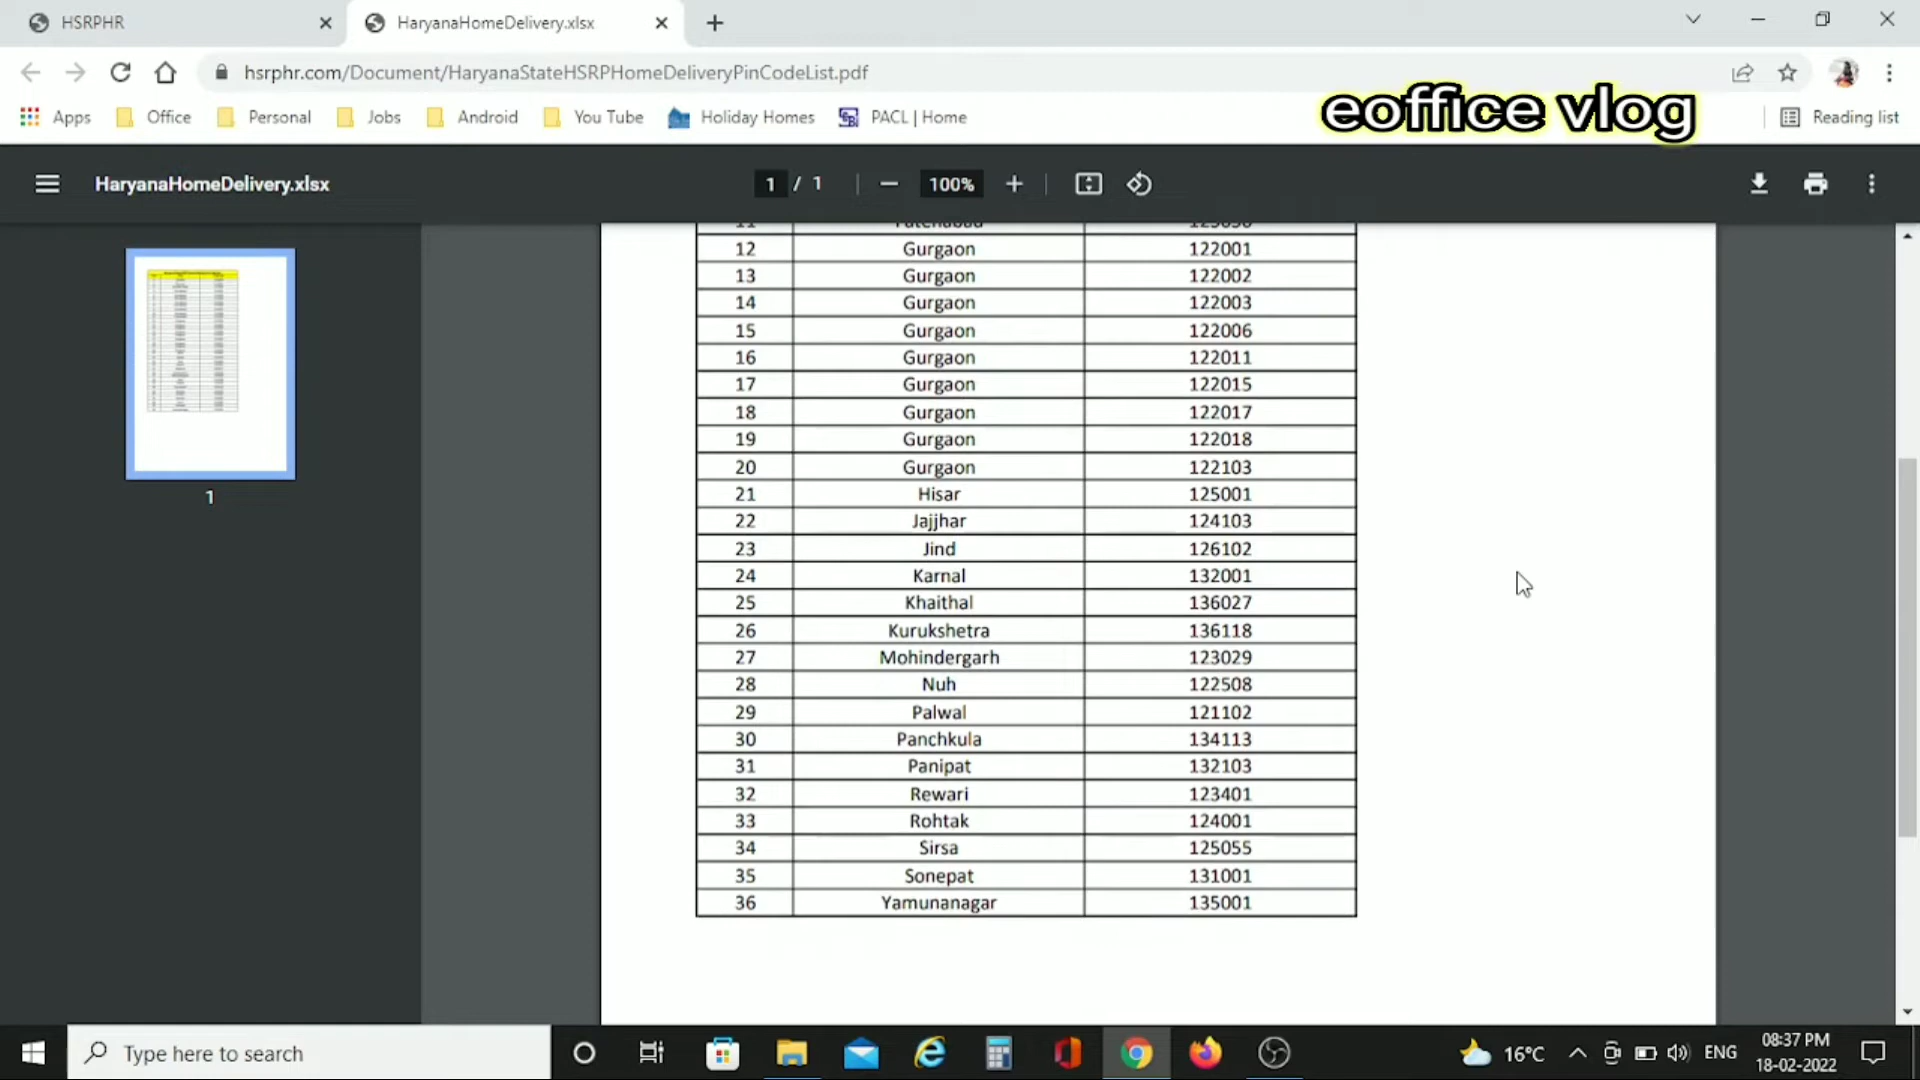 HSRPHR
HaryanaHomeDelivery.xlsx
hsrphr.com/Document/HaryanaStateHSRPHomeDeliveryPinCodeList.pdf
eoffice vlog
Apps Office Personal Jobs Android You Tube Holiday Homes PACL | Home Reading list
HaryanaHomeDelivery.xlsx 1 / 1 100%
12 Gurgaon 122001
13 Gurgaon 122002
14 Gurgaon 122003
15 Gurgaon 122006
16 Gurgaon 122011
17 Gurgaon 122015
18 Gurgaon 122017
19 Gurgaon 122018
20 Gurgaon 122103
21 Hisar 125001
22 Jajjhar 124103
23 Jind 126102
24 Karnal 132001
25 Khaithal 136027
26 Kurukshetra 136118
27 Mohindergarh 123029
28 Nuh 122508
29 Palwal 121102
30 Panchkula 134113
31 Panipat 132103
32 Rewari 123401
33 Rohtak 124001
34 Sirsa 125055
35 Sonepat 131001
36 Yamunanagar 135001
1
Type here to search
16°C
ENG
08:37 PM
18-02-2022